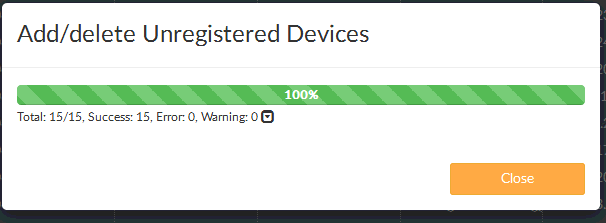 Add/delete Unregistered Devices
100%
Total: 15/15, Success: 15, Error: 0, Warning: 0
Close